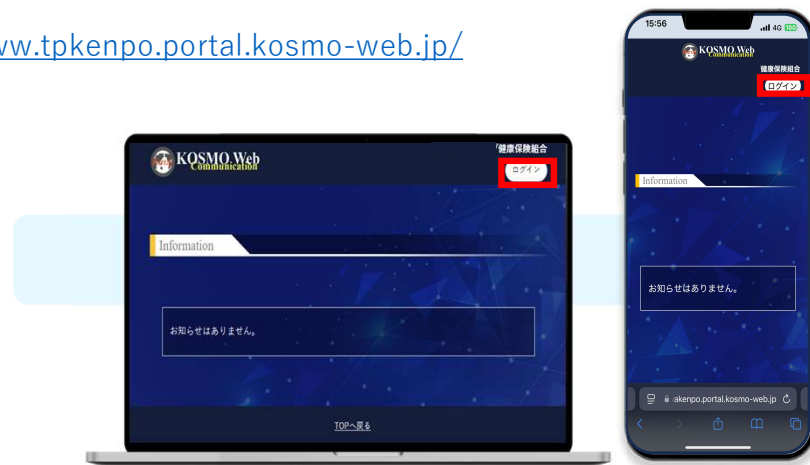 ww.tpkenpo.portal.kosmo-web.jp/
KOSMO Web
Communication
健康保険組合
ログイン
Information
お知らせはありません。
TOPへ戻る
15:56
4G 100
KOSMO Web
Communication
健康保険組合
ログイン
Information
お知らせはありません。
akenpo.portal.kosmo-web.jp